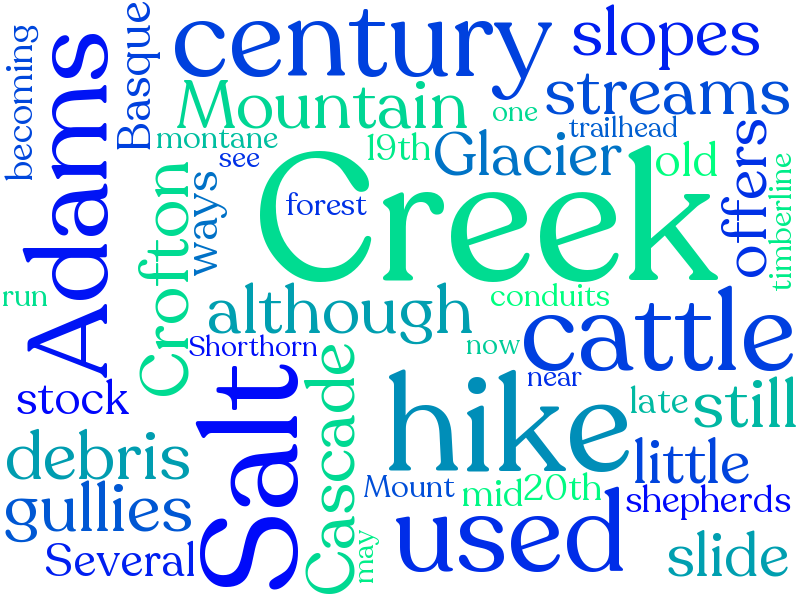 becoming
Basque
century
slopes
Adams
Mountain
streams
one
trailhead
montane
see
19th
Glacier
old
offers
timberline
Crofton
ways
forest
Creek
run
although
conduits
cattle
Shorthorn
now
near
stock
Salt
Cascade
hike
late
still
debris
little
Mount
mid
20th
shepherds
gullies
used
Several
may
slide